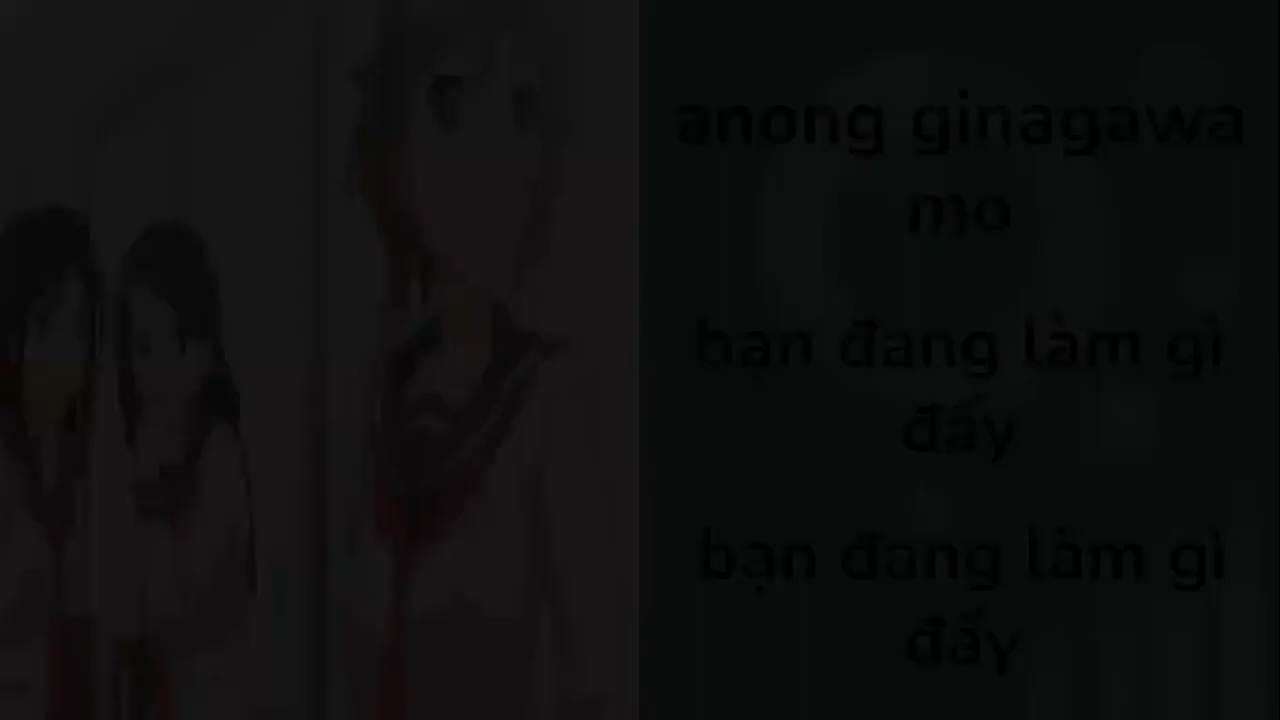 anong ginagawa
mo
bạn đang làm gì
đấy
bạn đang làm gì
đấy